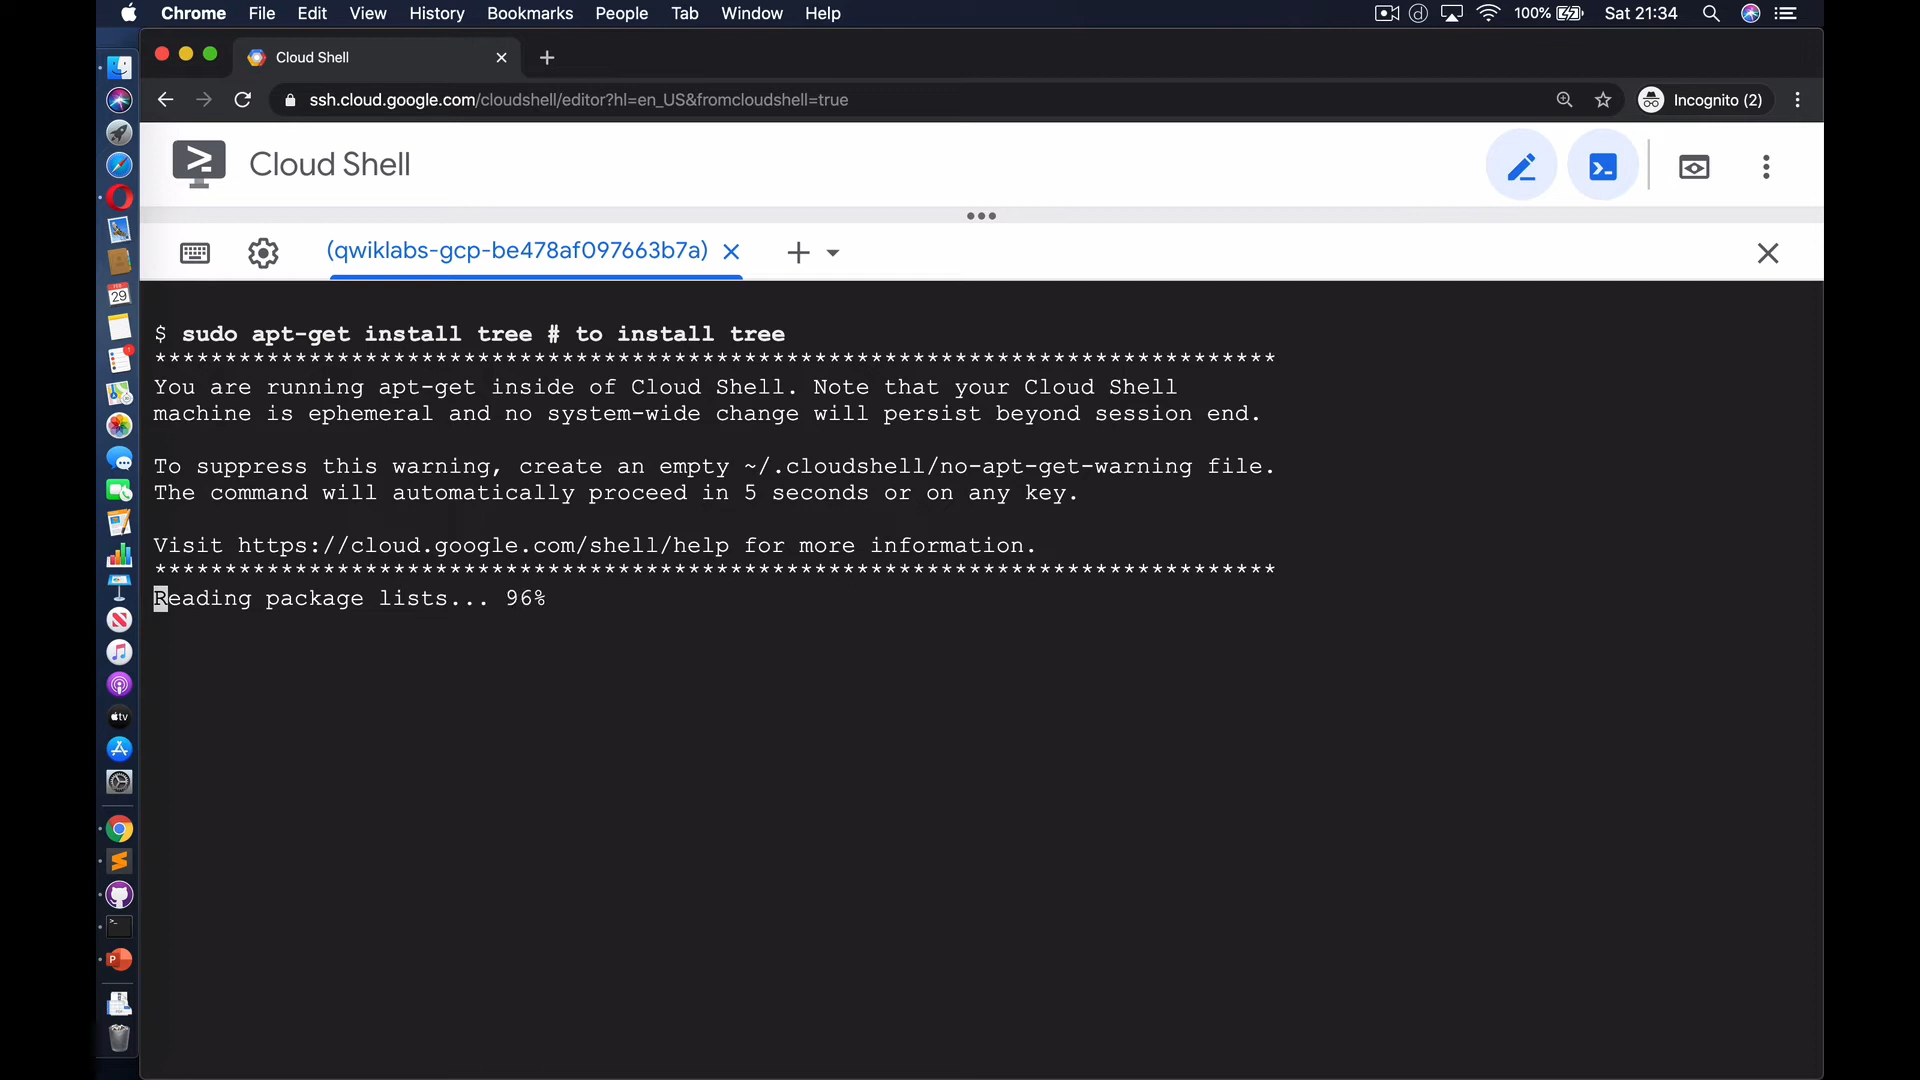 Chrome File Edit View History Bookmarks People Tab Window Help 100% Sat 21:34
Cloud Shell
ssh.cloud.google.com/cloudshell/editor?hl=en_US&fromcloudshell=true Incognito (2)
Cloud Shell
(qwiklabs-gcp-be478af097663b7a)
$ sudo apt-get install tree # to install tree
********************************************************************************
You are running apt-get inside of Cloud Shell. Note that your Cloud Shell
machine is ephemeral and no system-wide change will persist beyond session end.
To suppress this warning, create an empty ~/.cloudshell/no-apt-get-warning file.
The command will automatically proceed in 5 seconds or on any key.
Visit https://cloud.google.com/shell/help for more information.
********************************************************************************
Reading package lists... 96%
FEB
29
1
tv